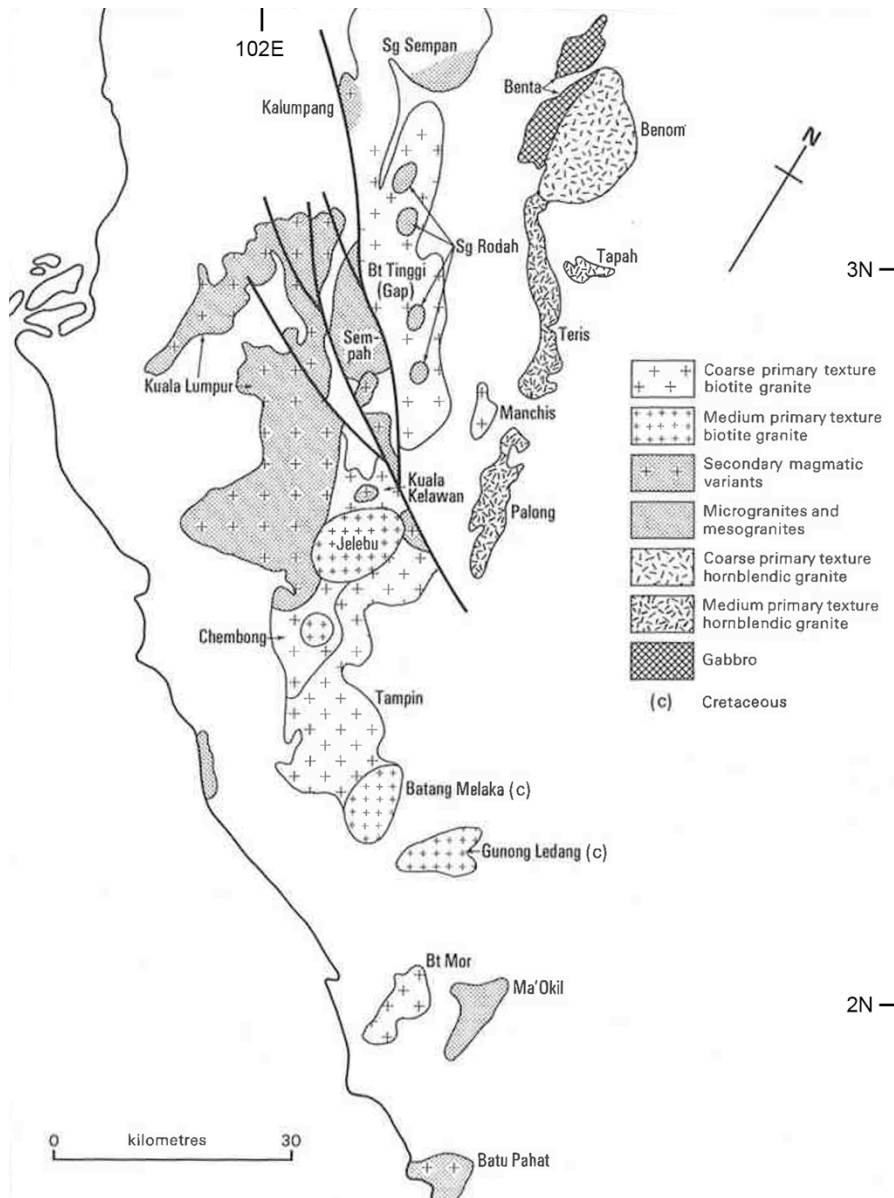 102E
Sg Sempan
Kalumpang
Benta
Benom
N
Sg Rodah
Tapah
3N
Bt Tinggi
(Gap)
Teris
Sem-
pah
Kuala Lumpur
Manchis
Kuala
Kelawan
Palong
Jelebu
Chembong
Tampin
Batang Melaka (c)
Gunong Ledang (c)
Bt Mor
Ma'Okil
2N
Batu Pahat
0 kilometres 30
Coarse primary texture
biotite granite
Medium primary texture
biotite granite
Secondary magmatic
variants
Microgranites and
mesogranites
Coarse primary texture
hornblendic granite
Medium primary texture
hornblendic granite
Gabbro
(c) Cretaceous